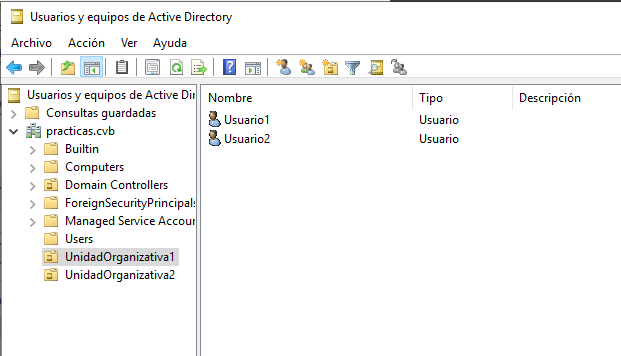 Usuarios y equipos de Active Directory
Archivo Acción Ver Ayuda
Usuarios y equipos de Active Dir
Consultas guardadas
practicas.cvb
Builtin
Computers
Domain Controllers
ForeignSecurityPrincipals
Managed Service Accour
Users
UnidadOrganizativa1
UnidadOrganizativa2
Nombre Tipo Descripción
Usuario1 Usuario
Usuario2 Usuario